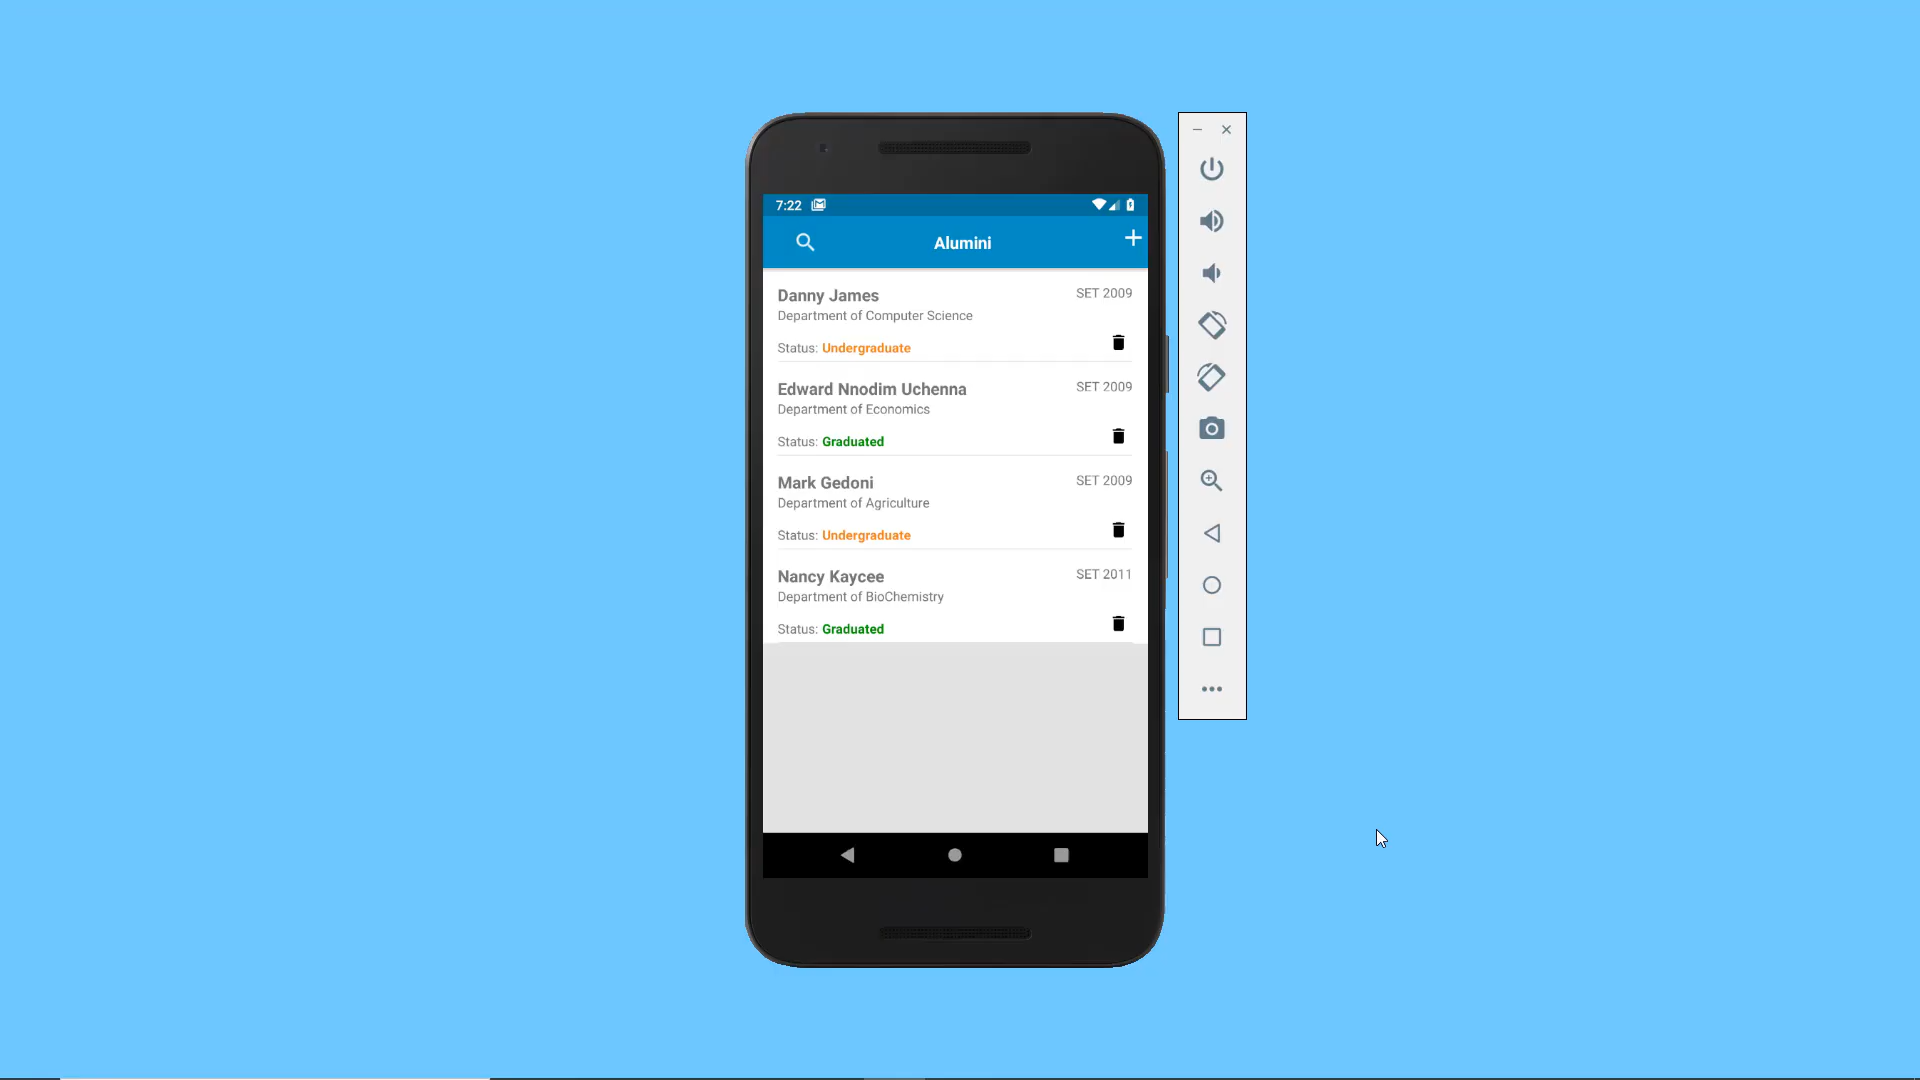 7:22
Alumini
Danny James SET 2009
Department of Computer Science
Status: Undergraduate
Edward Nnodim Uchenna SET 2009
Department of Economics
Status: Graduated
Mark Gedoni SET 2009
Department of Agriculture
Status: Undergraduate
Nancy Kaycee SET 2011
Department of BioChemistry
Status: Graduated